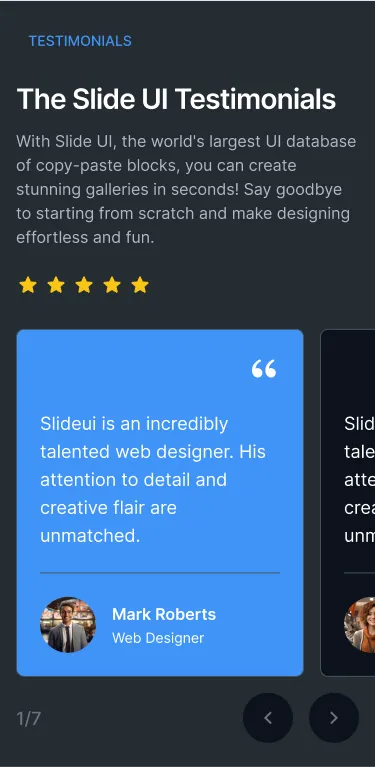 TESTIMONIALS
The Slide UI Testimonials
With Slide UI, the world's largest UI database
of copy-paste blocks, you can create
stunning galleries in seconds! Say goodbye
to starting from scratch and make designing
effortless and fun.
“
Slideui is an incredibly
talented web designer. His
attention to detail and
creative flair are
unmatched.
Mark Roberts
Web Designer
1/7